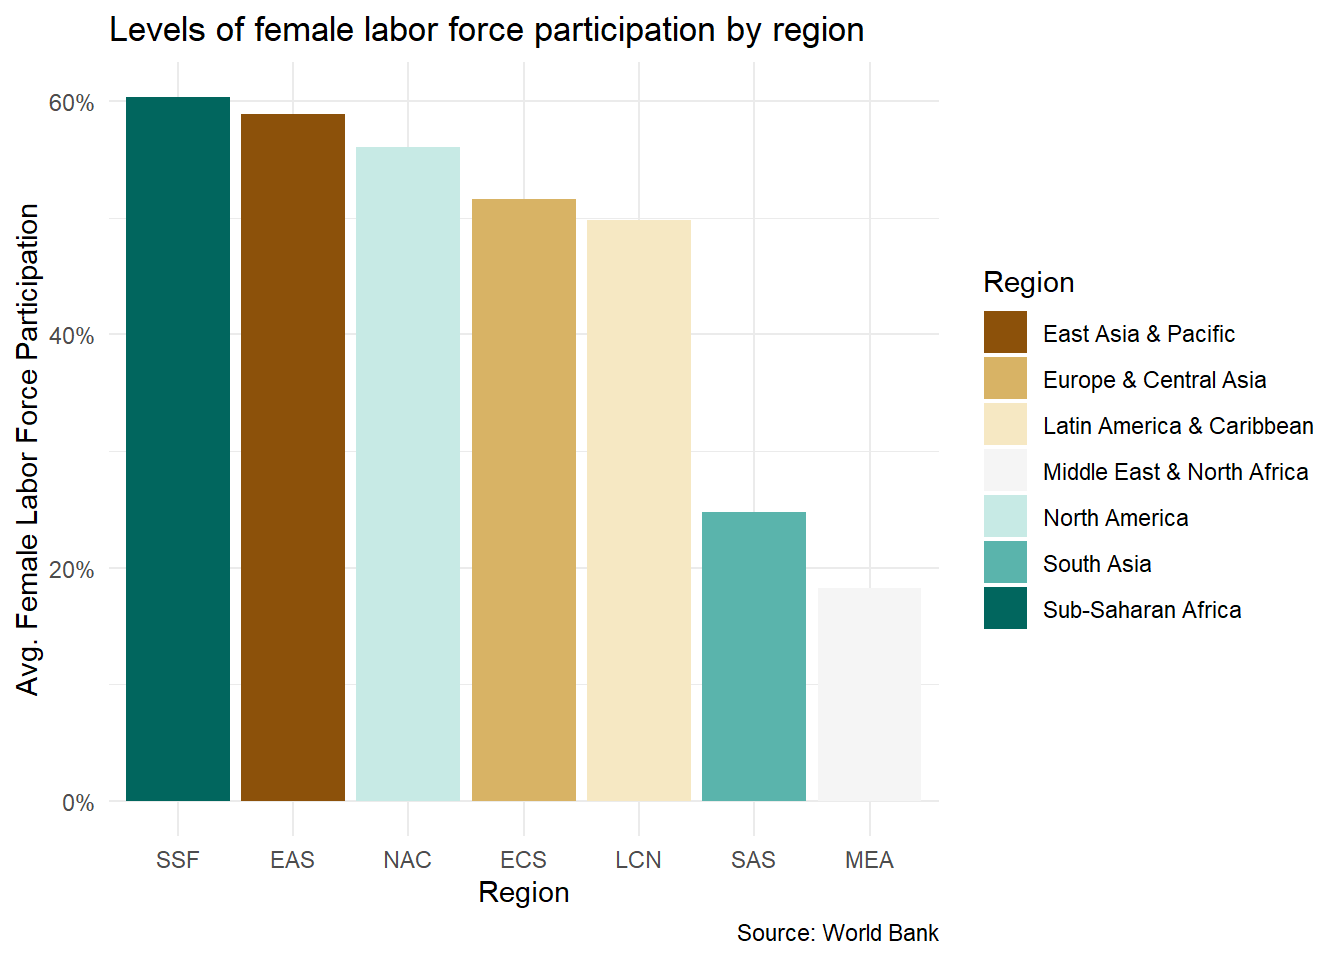 Levels of female labor force participation by region
Avg. Female Labor Force Participation
60%
40%
20%
0%
SSF
EAS
NAC
ECS
LCN
SAS
MEA
Region
Source: World Bank
Region
East Asia & Pacific
Europe & Central Asia
Latin America & Caribbean
Middle East & North Africa
North America
South Asia
Sub-Saharan Africa